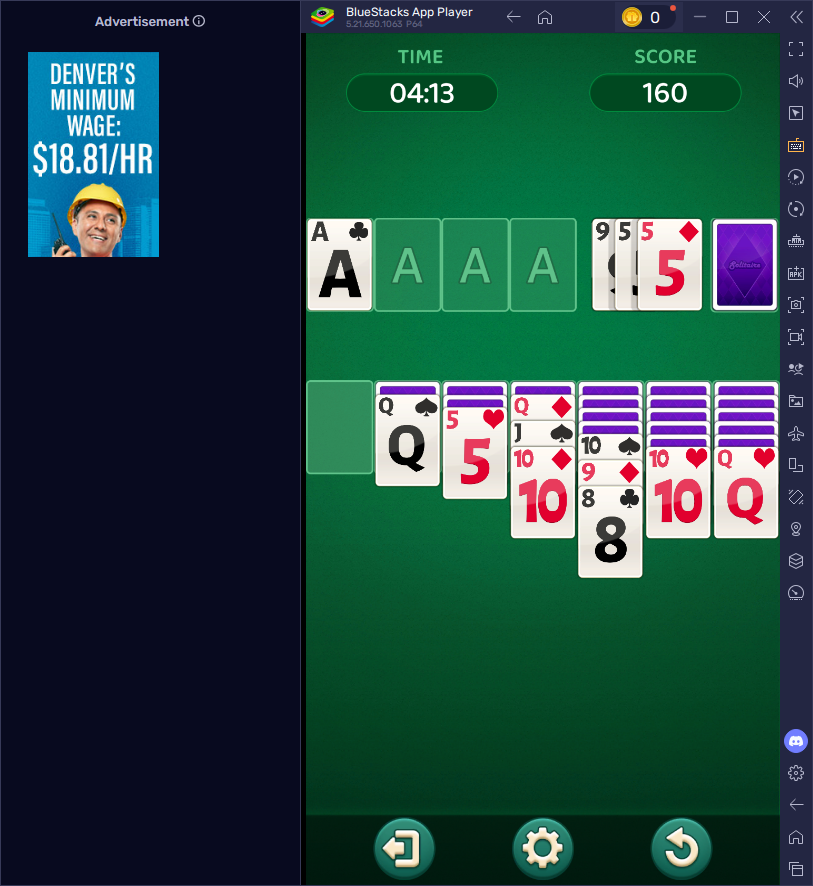 Advertisement
DENVER'S
MINIMUM
WAGE:
$18.81/HR
BlueStacks App Player
5.21.650.1063 P64
0
TIME
SCORE
04:13
160
A
A
A
A
A
9
5
5
5
Solitaire
Q
Q
5
5
Q
J
10
10
10
9
8
8
10
10
Q
Q